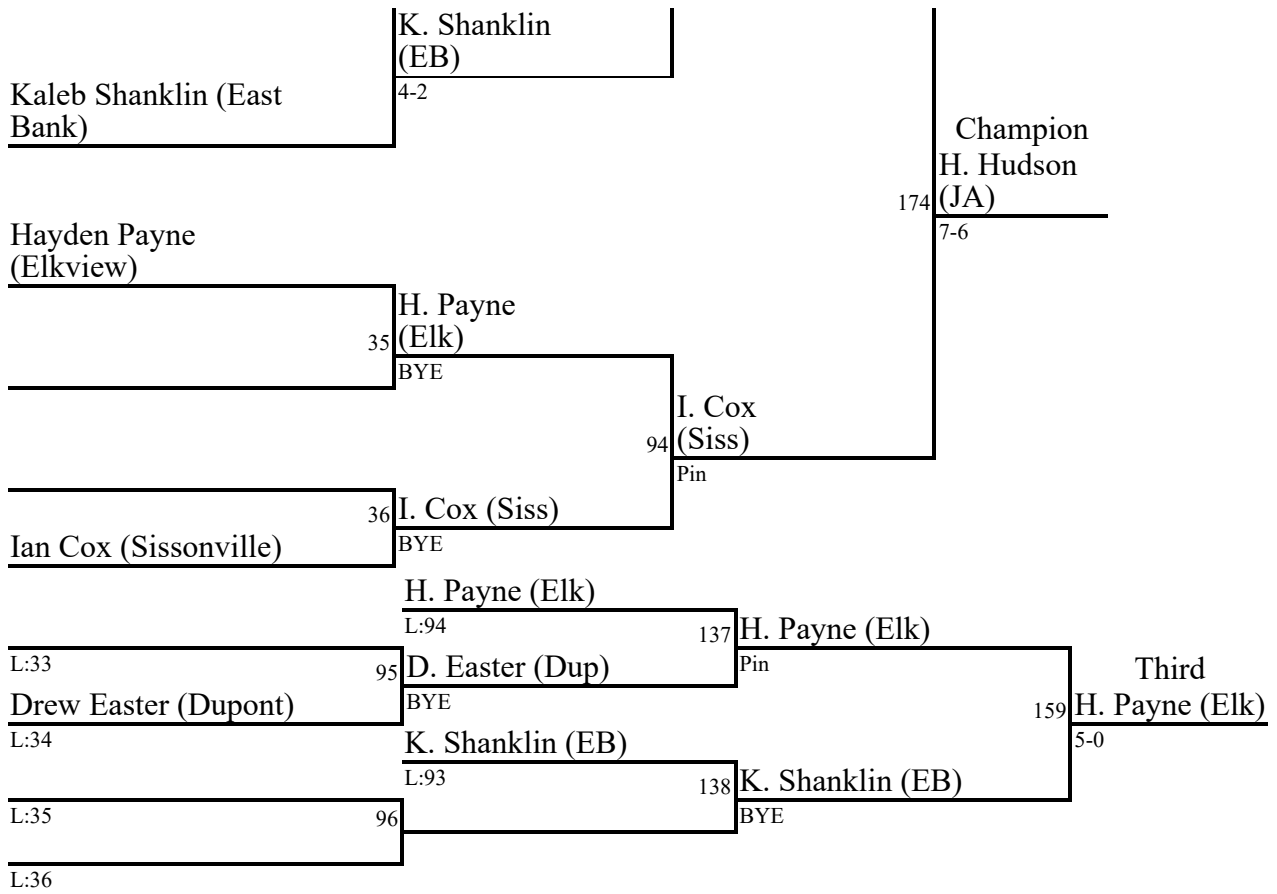 K. Shanklin
(EB)
4-2
Kaleb Shanklin (East
Bank)
Champion
H. Hudson
174 (JA)
7-6
Hayden Payne
(Elkview)
H. Payne
35 (Elk)
BYE
I. Cox
94 (Siss)
Pin
36 I. Cox (Siss)
BYE
Ian Cox (Sissonville)
H. Payne (Elk)
L:94
137 H. Payne (Elk)
Pin
L:33
95 D. Easter (Dup)
BYE
Drew Easter (Dupont)
L:34
Third
159 H. Payne (Elk)
5-0
K. Shanklin (EB)
L:93
138 K. Shanklin (EB)
BYE
L:35
96
L:36